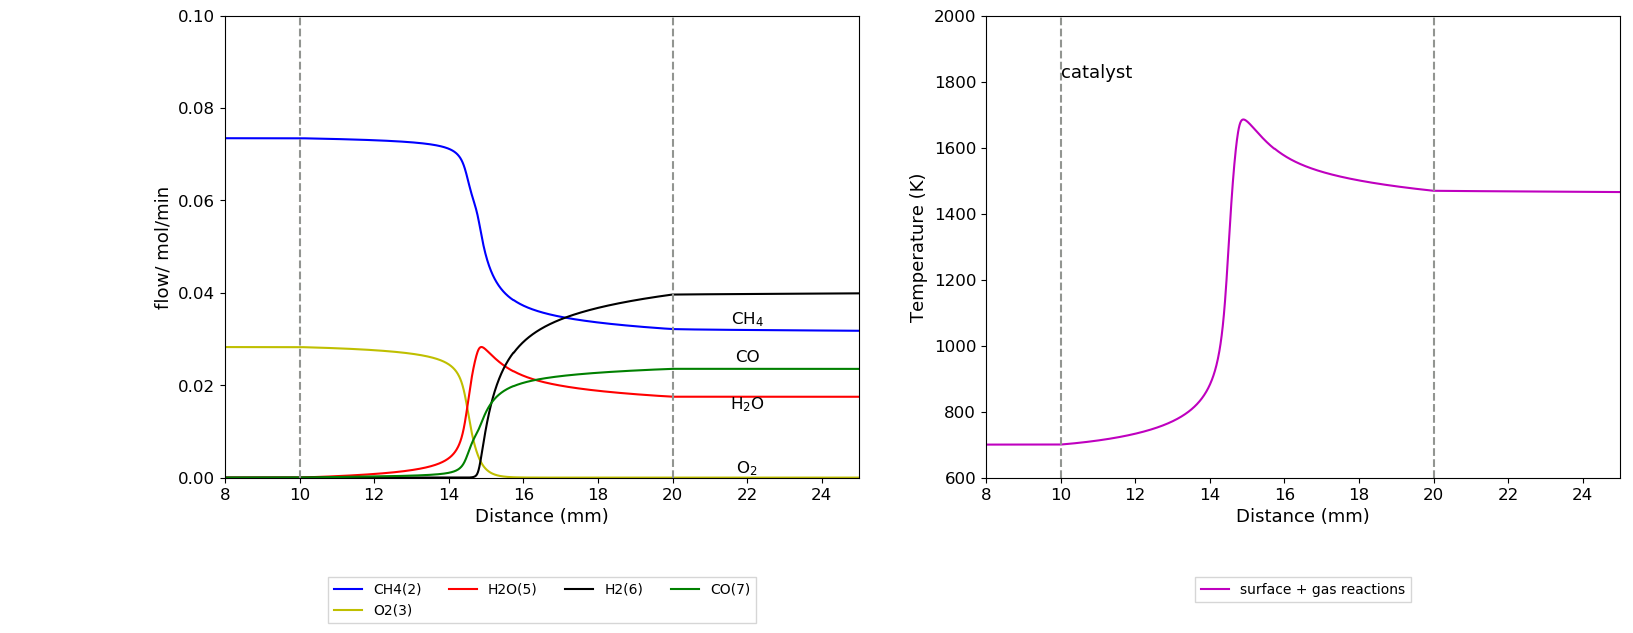 0.10
0.08
0.06
0.04
0.02
0.00
flow/ mol/min
CH₄
CO
H₂O
O₂
8 10 12 14 16 18 20 22 24
Distance (mm)
CH4(2) H2O(5) H2(6) CO(7)
O2(3)
2000
1800
1600
1400
1200
1000
800
600
Temperature (K)
catalyst
8 10 12 14 16 18 20 22 24
Distance (mm)
surface + gas reactions